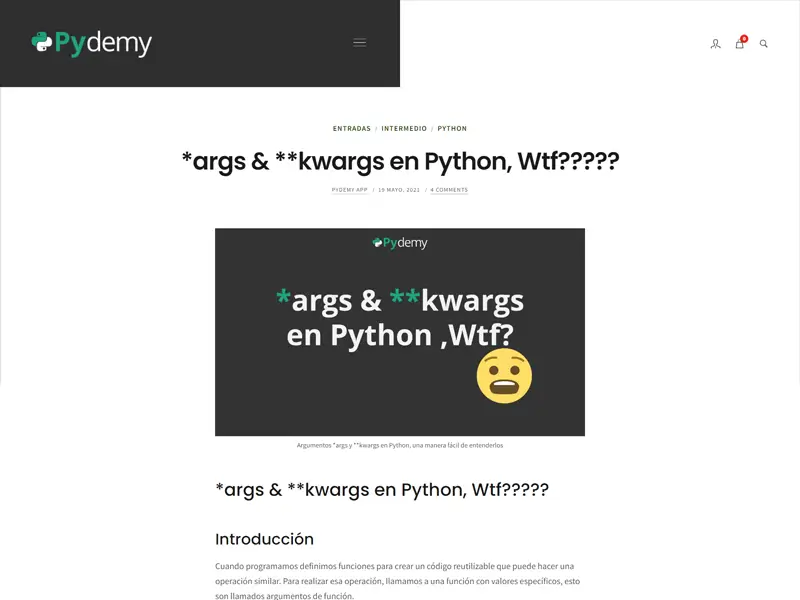 Pydemy
0
ENTRADAS / INTERMEDIO / PYTHON
*args & **kwargs en Python, Wtf?????
PYDEMY APP / 19 MAYO, 2021 / 4 COMMENTS
Pydemy
*args & **kwargs
en Python ,Wtf?
Argumentos *args y **kwargs en Python, una manera fácil de entenderlos
*args & **kwargs en Python, Wtf?????
Introducción
Cuando programamos definimos funciones para crear un código reutilizable que puede hacer una
operación similar. Para realizar esa operación, llamamos a una función con valores específicos, esto
son llamados argumentos de función.